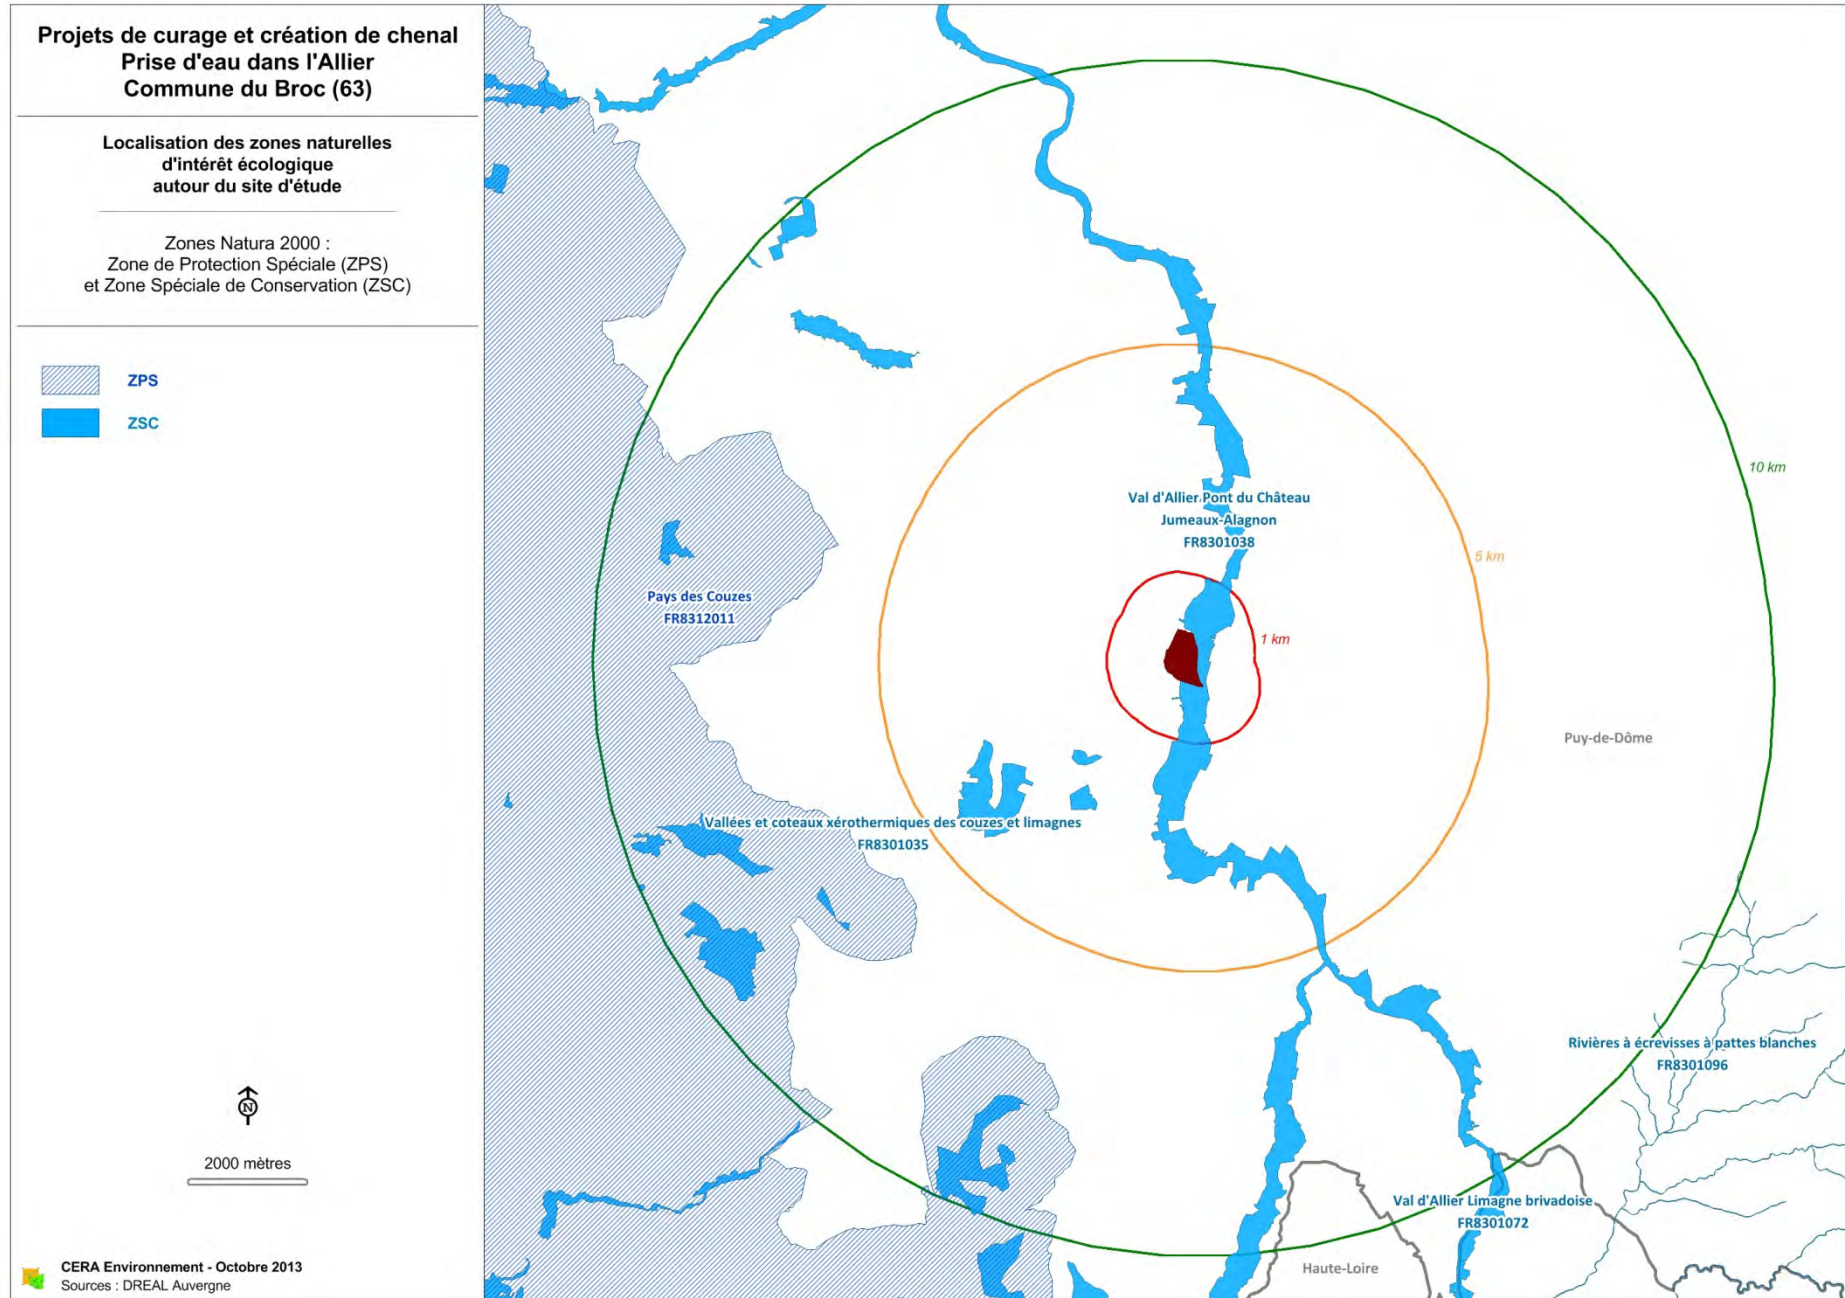 Projets de curage et création de chenal
Prise d'eau dans l'Allier
Commune du Broc (63)
Localisation des zones naturelles
d'intérêt écologique
autour du site d'étude
Zones Natura 2000 :
Zone de Protection Spéciale (ZPS)
et Zone Spéciale de Conservation (ZSC)
ZPS
ZSC
N
2000 mètres
CERA Environnement - Octobre 2013
Sources : DREAL Auvergne
10 km
Val d'Allier Pont du Château
Jumeaux-Alagnon
FR8301038
5 km
Pays des Couzes
FR8312011
1 km
Puy-de-Dôme
Vallées et coteaux xérothermiques des couzes et limagnes
FR8301035
Rivières à écrevisses à pattes blanches
FR8301096
Val d'Allier Limagne brivadoise
FR8301072
Haute-Loire